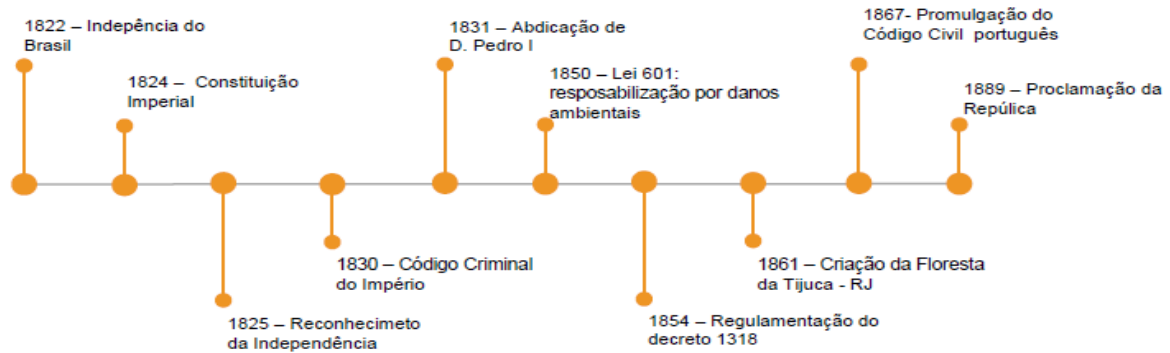 1822 – Indepência do
Brasil
1824 – Constituição
Imperial
1825 – Reconhecimeto
da Independência
1830 – Código Criminal
do Império
1831 – Abdicação de
D. Pedro I
1850 – Lei 601:
resposabilização por danos
ambientais
1854 – Regulamentação do
decreto 1318
1861 – Criação da Floresta
da Tijuca - RJ
1867- Promulgação do
Código Civil português
1889 – Proclamação da
Repúlica